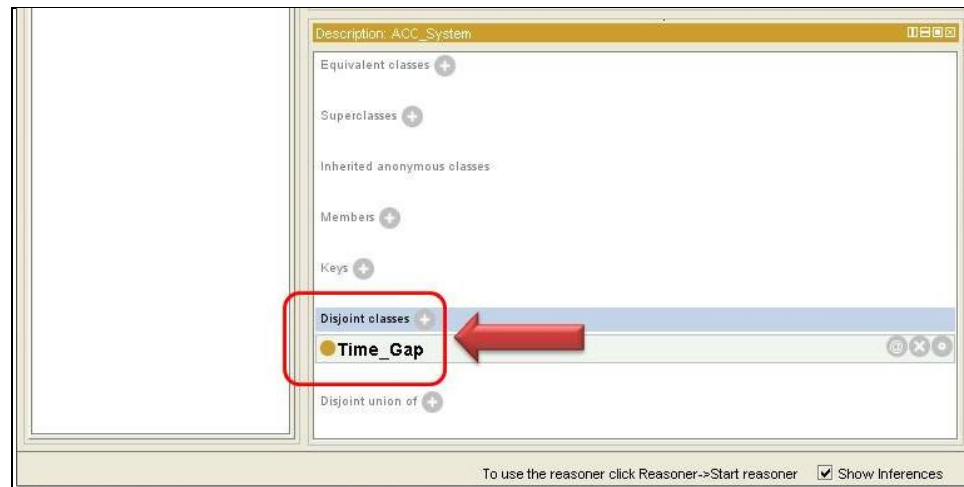 Description: ACC_System
Equivalent classes
Superclasses
Inherited anonymous classes
Members
Keys
Disjoint classes
Time_Gap
Disjoint union of
To use the reasoner click Reasoner->Start reasoner Show Inferences